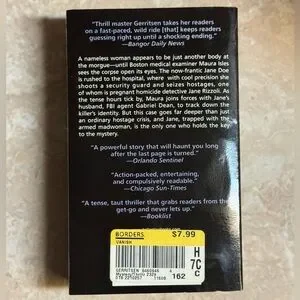 "Thrill master Gerritsen takes her readers
on a fast-paced, wild ride [that] keeps readers
guessing right up until a shocking ending."
—Bangor Daily News
A nameless woman appears to be just another body at
the morgue—until Boston medical examiner Maura Isles
sees the corpse open its eyes. The now-frantic Jane Doe
is rushed to the hospital, where with cool precision she
shoots a security guard and seizes hostages, one
of whom is pregnant homicide detective Jane Rizzoli. As
the tense hours tick by, Maura joins forces with Jane's
husband, FBI agent Gabriel Dean, to track down the
killer's identity. But this case goes far deeper than just
an ordinary hostage crisis, and Jane, trapped with the
armed madwoman, is the only one who holds the key
to the mystery.
"A powerful story that will haunt you long
after the last page is turned."
—Orlando Sentinel
"Action-packed, entertaining,
and compulsively readable."
—Chicago Sun-Times
"A tense, taut thriller that grabs readers from the
get-go and never lets up."
—Booklist
BORDERS
$7.99
VANISH
GERRITSEN
162
H
7C
C